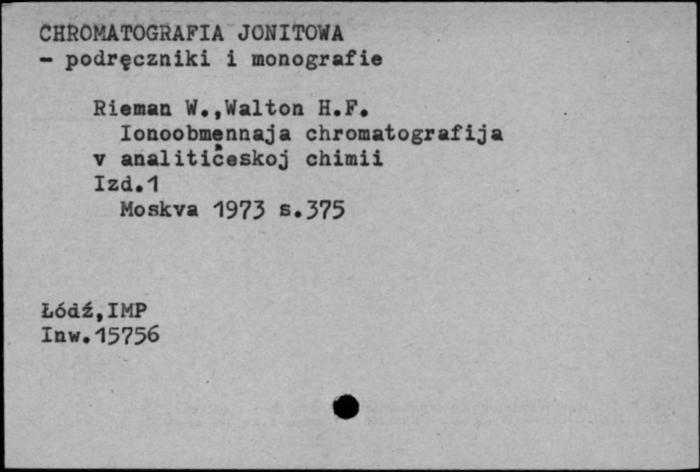 CHROMATOGRAFIA JONITOWA
- podręczniki i monografie
Rieman W.,Walton H.F.
Ionoobmennaja chromatografija
v analitičeskoj chimii
Izd.1
Moskva 1973 s.375
Łódź,IMP
Inw.15756